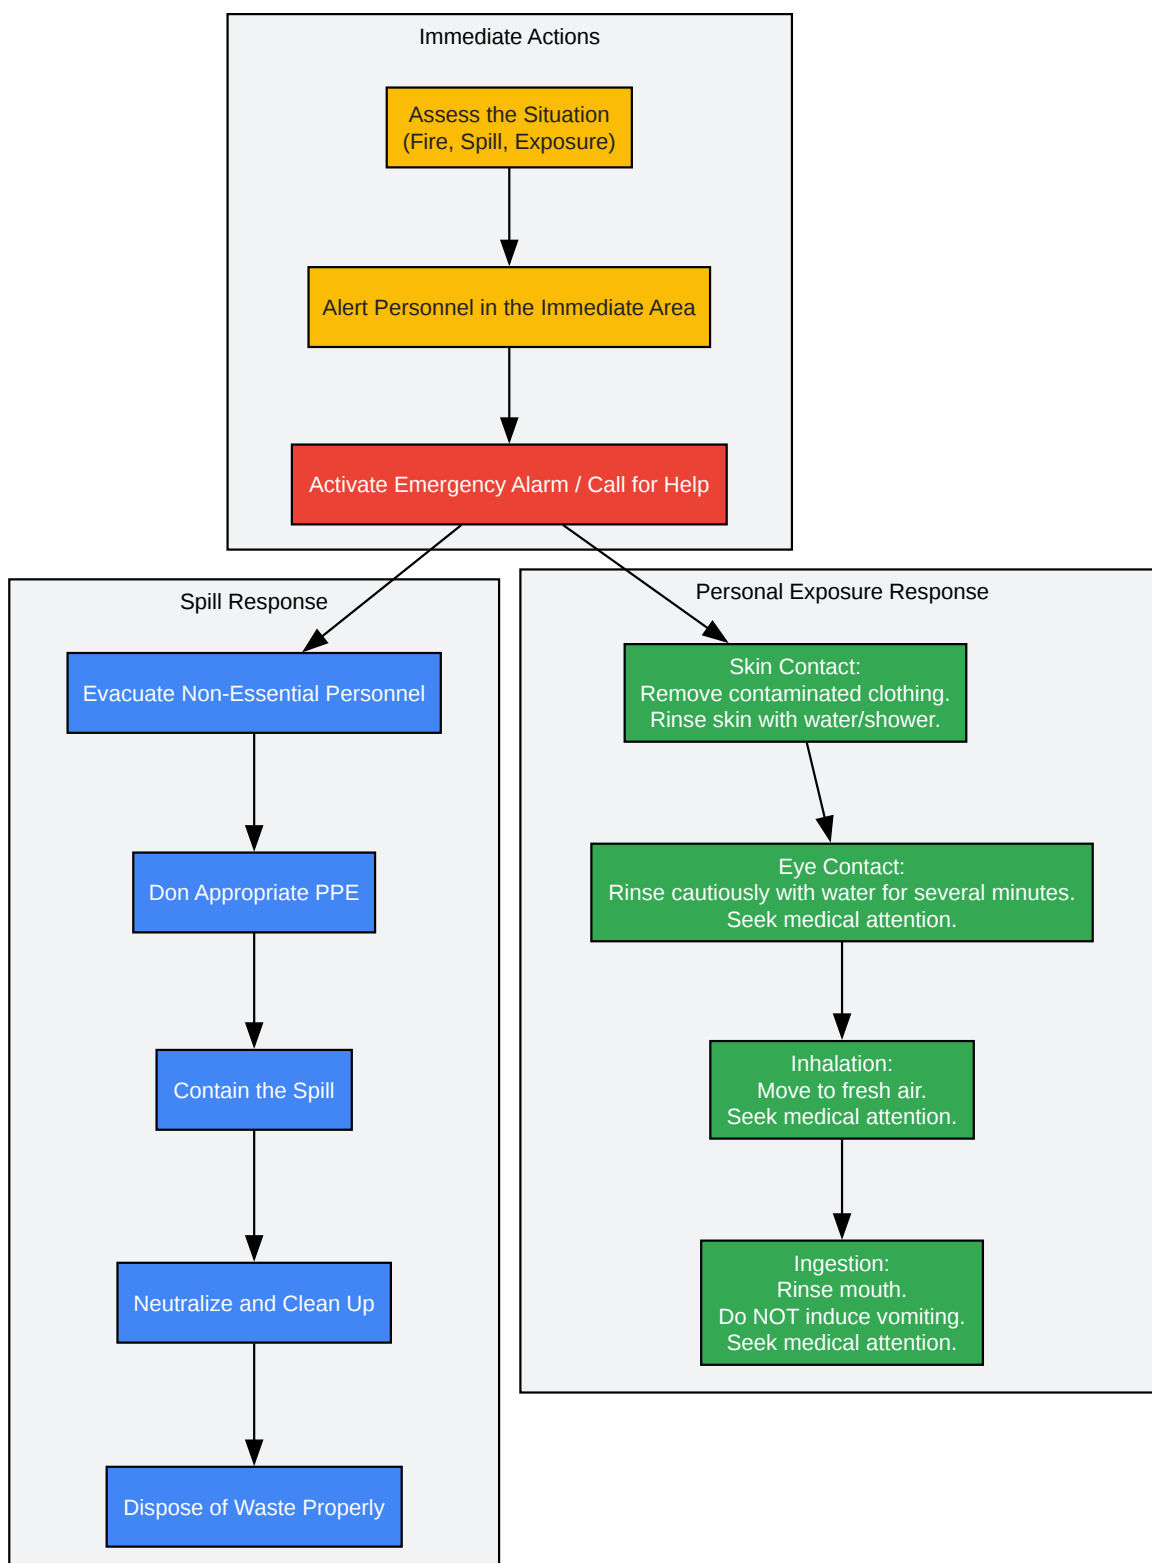 Immediate Actions
Assess the Situation
(Fire, Spill, Exposure)
Alert Personnel in the Immediate Area
Activate Emergency Alarm / Call for Help
Spill Response
Evacuate Non-Essential Personnel
Don Appropriate PPE
Contain the Spill
Neutralize and Clean Up
Dispose of Waste Properly
Personal Exposure Response
Skin Contact:
Remove contaminated clothing.
Rinse skin with water/shower.
Eye Contact:
Rinse cautiously with water for several minutes.
Seek medical attention.
Inhalation:
Move to fresh air.
Seek medical attention.
Ingestion:
Rinse mouth.
Do NOT induce vomiting.
Seek medical attention.